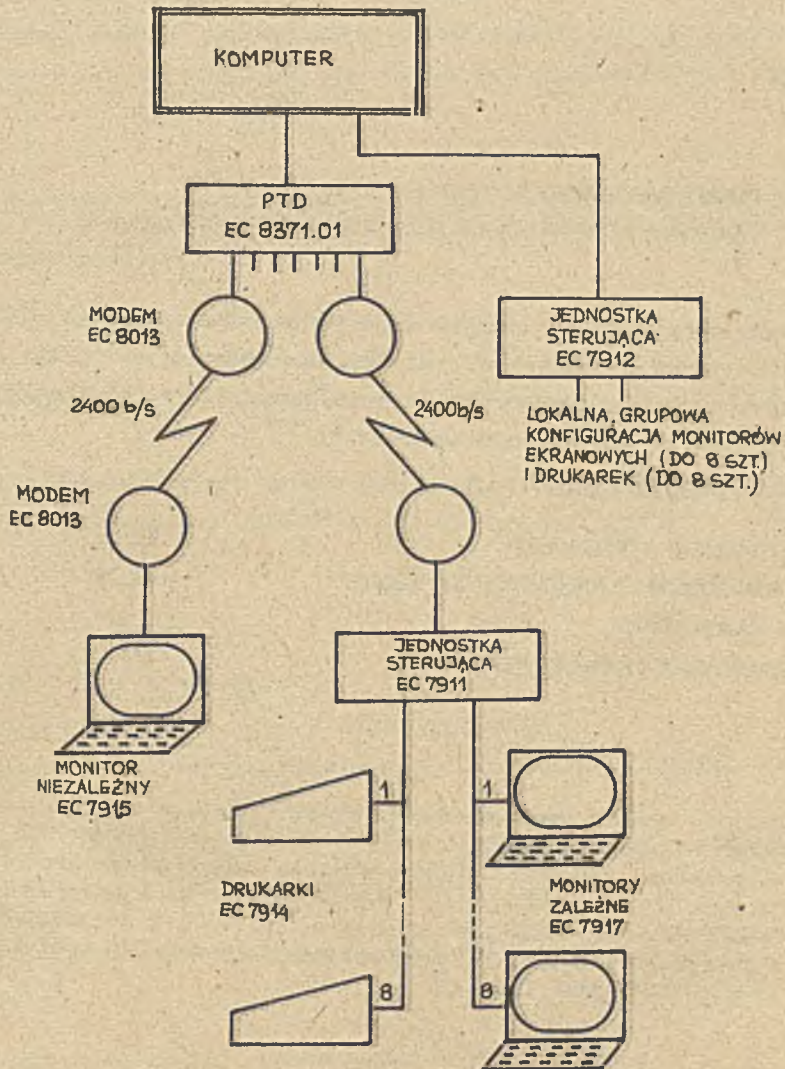 KOMPUTER
PTD
EC 8371.01
MODEM
EC 8013
2400 b/s
2400b/s
JEDNOSTKA
STERUJĄCA
EC 7912
LOKALNA, GRUPOWA
KONFIGURACJA MONITORÓW
EKRANOWYCH (DO 8 SZT.)
I DRUKAREK (DO 8 SZT.)
MODEM
EC 8013
JEDNOSTKA
STERUJĄCA
EC 7911
MONITOR
NIEZALEŻNY
EC 7915
1
1
DRUKARKI
EC 7914
MONITORY
ZALEŻNE
EC 7917
8
8